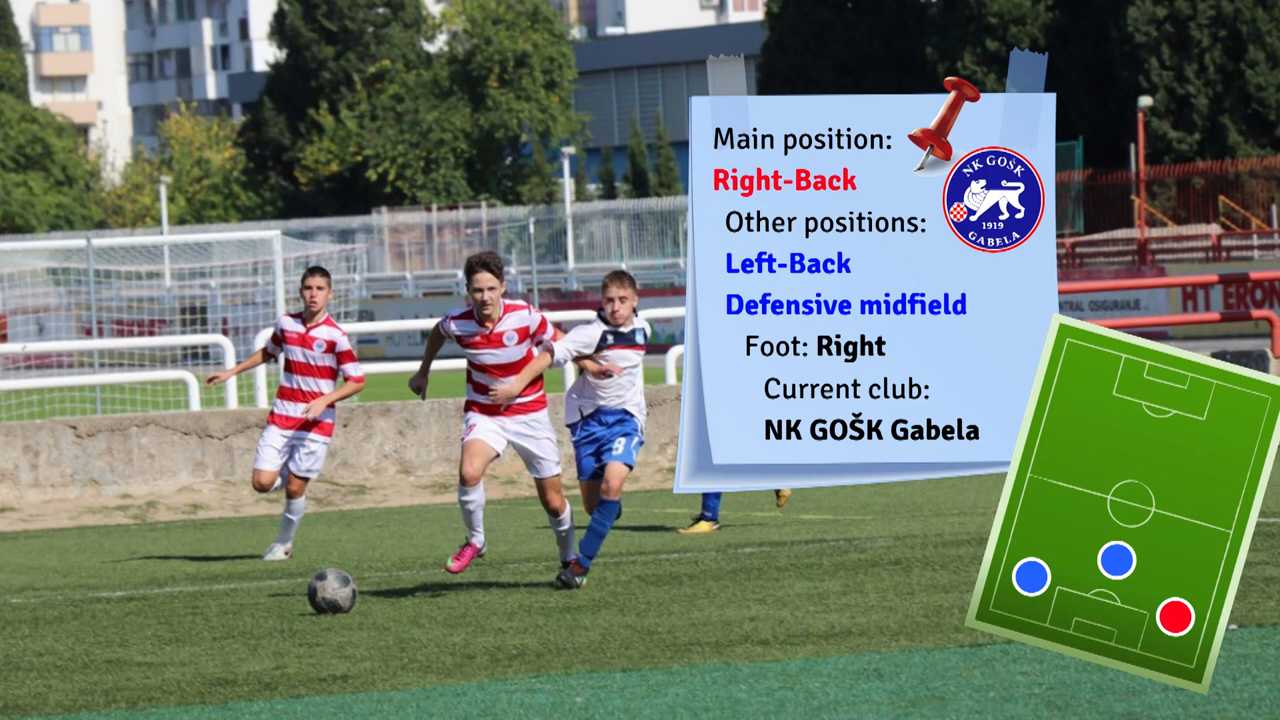 Main position:
Right-Back
Other positions:
Left-Back
Defensive midfield
Foot: Right
Current club:
NK GOŠK Gabela
NK GOŠK
1919
GABELA
8
HT ERON